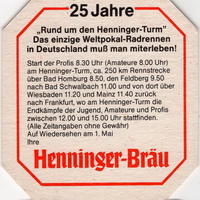 25 Jahre
„Rund um den Henninger-Turm“
Das einzige Weltpokal-Radrennen
in Deutschland muß man miterleben!
Start der Profis 8.30 Uhr (Amateure 8.00 Uhr)
am Henninger-Turm, ca. 250 km Rennstrecke
über Bad Homburg 8.50, den Feldberg 9.50
nach Bad Schwalbach 11.00 und von dort über
Wiesbaden 11.20 und Mainz 11.40 zurück
nach Frankfurt, wo am Henninger-Turm die
Endkämpfe der Jugend, Amateure und Profis
zwischen 12.00 und 15.00 Uhr stattfinden.
(Alle Zeitangaben ohne Gewähr)
Auf Wiedersehen am 1. Mai
Ihr
Henninger-Bräu